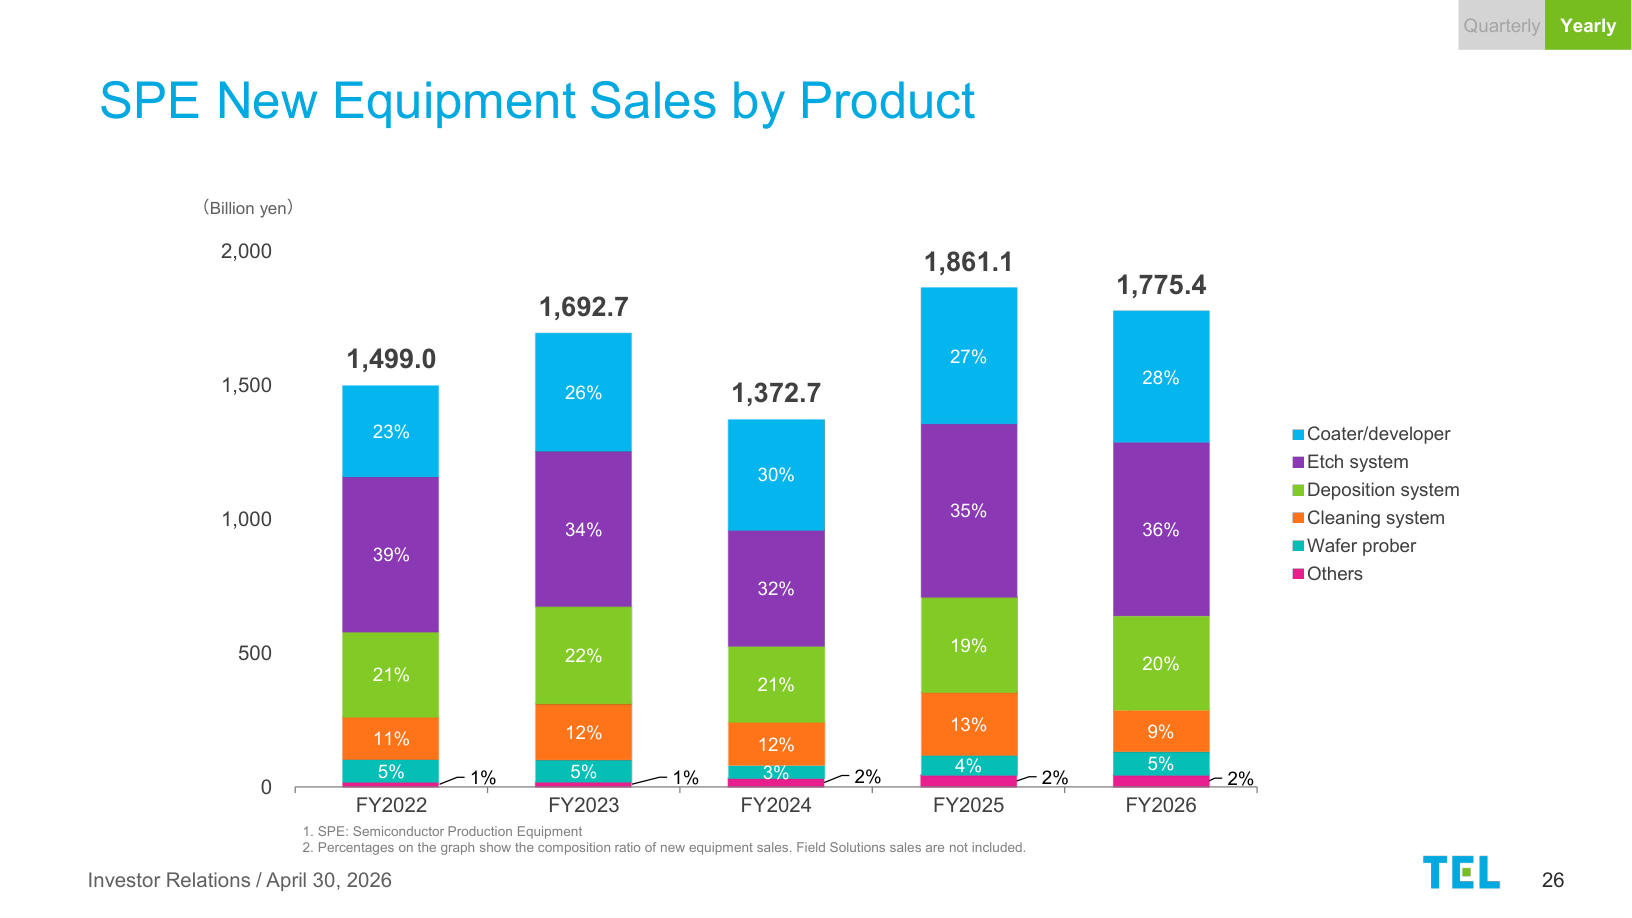 Quarterly Yearly
SPE New Equipment Sales by Product
（Billion yen）
2,000
1,500
1,000
500
0
1,499.0
23%
39%
21%
11%
5%
1%
1,692.7
26%
34%
22%
12%
5%
1%
1,372.7
30%
32%
21%
12%
3%
2%
1,861.1
27%
35%
19%
13%
4%
2%
1,775.4
28%
36%
20%
9%
5%
2%
FY2022 FY2023 FY2024 FY2025 FY2026
Coater/developer
Etch system
Deposition system
Cleaning system
Wafer prober
Others
1. SPE: Semiconductor Production Equipment
2. Percentages on the graph show the composition ratio of new equipment sales. Field Solutions sales are not included.
Investor Relations / April 30, 2026
TEL
26